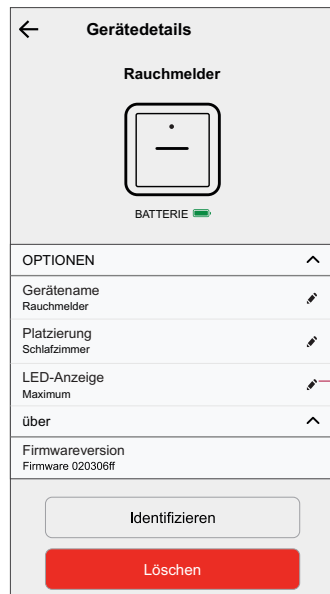 Gerätedetails
Rauchmelder
BATTERIE
OPTIONEN
Gerätename
Rauchmelder
Platzierung
Schlafzimmer
LED-Anzeige
Maximum
über
Firmwareversion
Firmware 020306ff
Identifizieren
Löschen